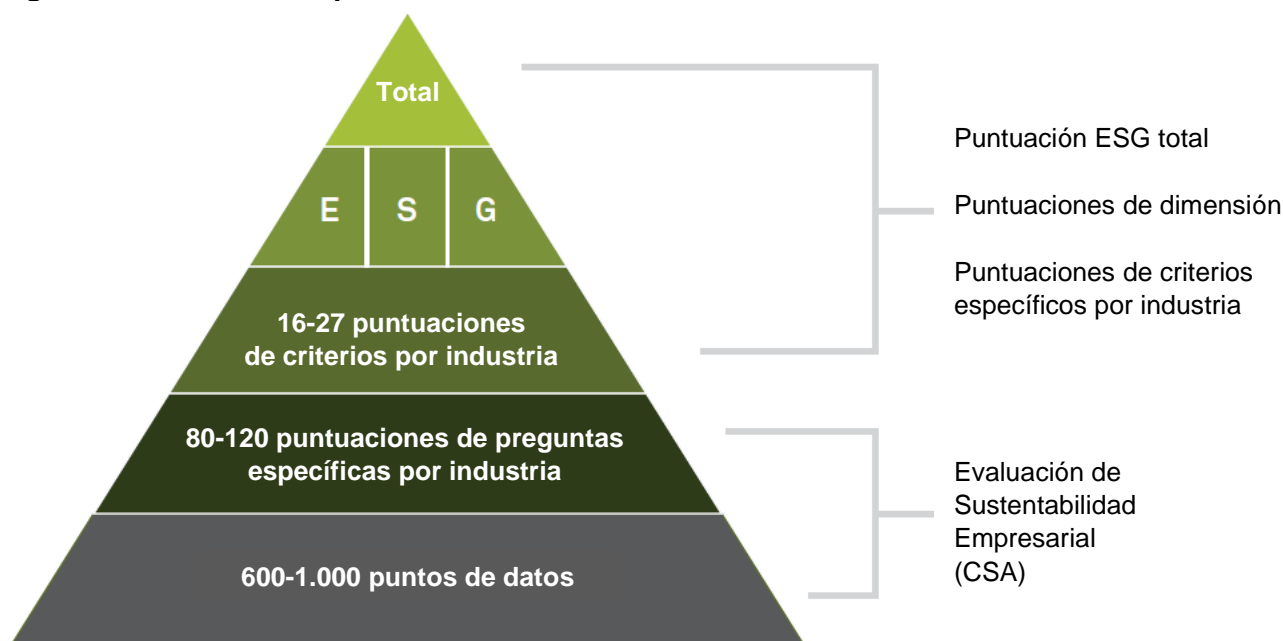 Total
E S G
16-27 puntuaciones
de criterios por industria
80-120 puntuaciones de preguntas
específicas por industria
600-1.000 puntos de datos
Puntuación ESG total
Puntuaciones de dimensión
Puntuaciones de criterios
específicos por industria
Evaluación de
Sustentabilidad
Empresarial
(CSA)